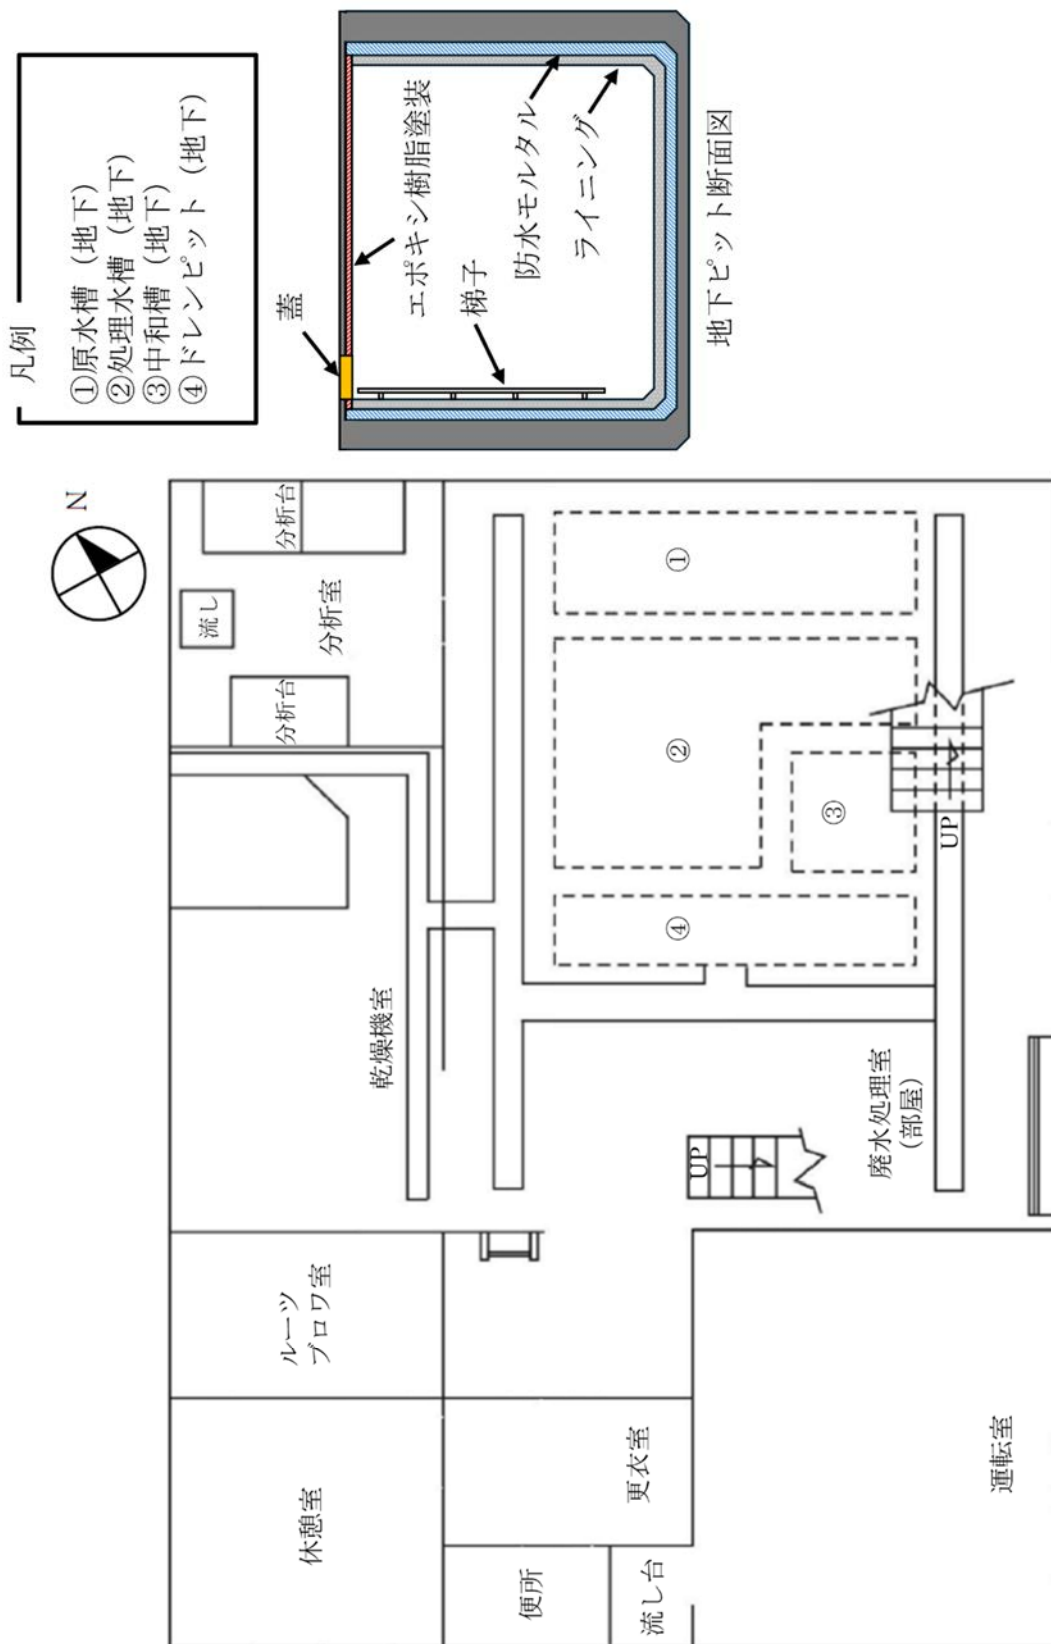 凡例
①原水槽（地下）
②処理水槽（地下）
③中和槽（地下）
④ドレンピット（地下）
蓋
エポキシ樹脂塗装
梯子
防水モルタル
ライニング
地下ピット断面図
N
分析台
流し
分析室
分析台
乾燥機室
ルーツ
ブロワ室
休憩室
①
②
③
④
UP
UP
廃水処理室
（部屋）
更衣室
便所
流し台
運転室